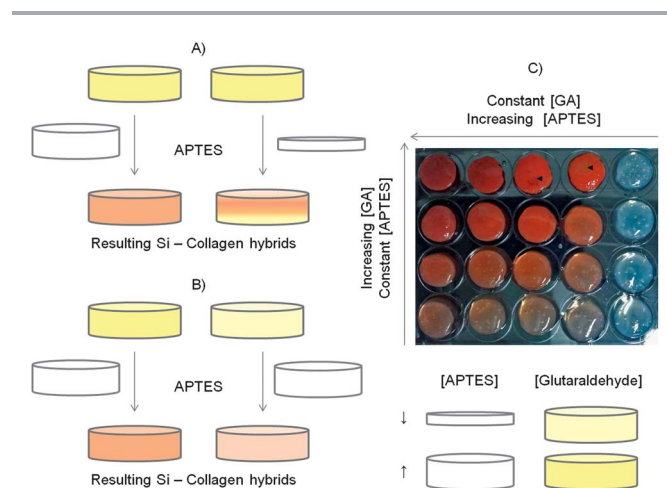 A)
APTES
Resulting Si – Collagen hybrids
B)
APTES
Resulting Si – Collagen hybrids
C)
Constant [GA]
Increasing [APTES]
Increasing [GA]
Constant [APTES]
[APTES] [Glutaraldehyde]
↓
↑